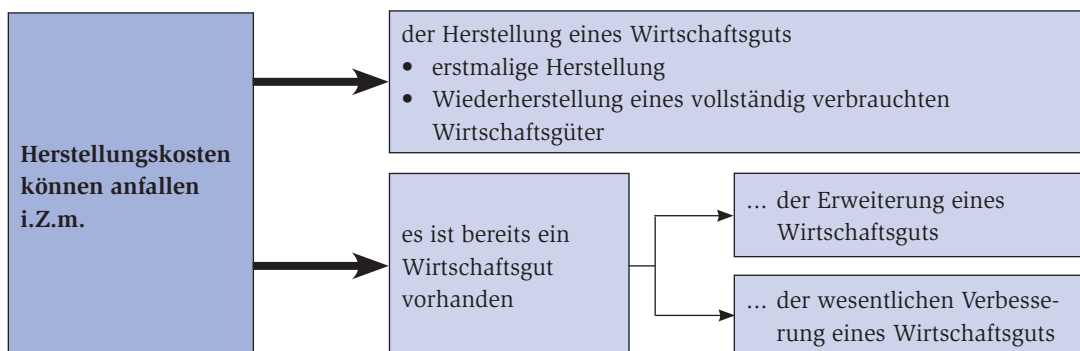 Herstellungskosten
können anfallen
i.Z.m.
der Herstellung eines Wirtschaftsguts
• erstmalige Herstellung
• Wiederherstellung eines vollständig verbrauchten
Wirtschaftsgüter
es ist bereits ein
Wirtschaftsgut
vorhanden
... der Erweiterung eines
Wirtschaftsguts
... der wesentlichen Verbesse-
rung eines Wirtschaftsguts